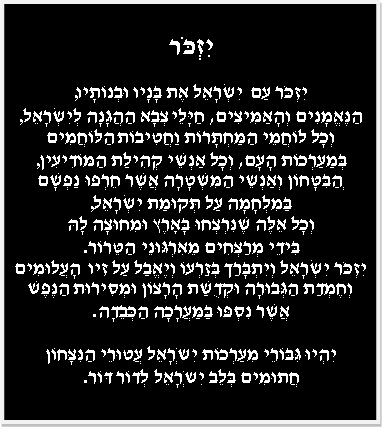 יִזְכֹּר
יִזְכֹּר עַם יִשְׂרָאֵל אֶת בָּנָיו וּבְנוֹתָיו,
הַנֶּאֱמָנִים וְהָאַמִּיצִים, חַיָּלֵי צְבָא הַהֲגָנָה לְיִשְׂרָאֵל,
וְכָל לוֹחֲמֵי הַמַּחְתָּרוֹת וַחֲטִיבוֹת הַלּוֹחֲמִים
בְּמַעַרְכוֹת הָעָם, וְכָל אַנְשֵׁי קְהִילַּת הַמּוֹדִיעִין,
הַבִּטָּחוֹן וְאַנְשֵׁי הַמִּשְׁטָרָה אֲשֶׁר חֵרְפוּ נַפְשָׁם
בַּמִּלְחָמָה עַל תְּקוּמַת יִשְׂרָאֵל,
וְכָל אֵלֶּה שֶׁנִּרְצְחוּ בָּאָרֶץ וּמִחוּצָה לָהּ
בִּידֵי מְרַצְּחִים מֵאִרְגּוּנֵי הַטֵּרוֹר.
יִזְכֹּר יִשְׂרָאֵל וְיִתְבָּרֵךְ בְּזַרְעוֹ וְיֶאֱבַל עַל זִיו הָעֲלוּמִים
וְחֶמְדַּת הַגְּבוּרָה וּקְדֻשַּׁת הָרָצוֹן וּמְסִירוּת הַנֶּפֶשׁ
אֲשֶׁר נִסְפּוּ בַּמַּעֲרָכָה הַכְּבֵדָה.
יִהְיוּ גִּבּוֹרֵי מַעַרְכוֹת יִשְׂרָאֵל עֲטוּרֵי הַנִּצָּחוֹן
חֲתוּמִים בְּלֵב יִשְׂרָאֵל לְדוֹר דּוֹר.